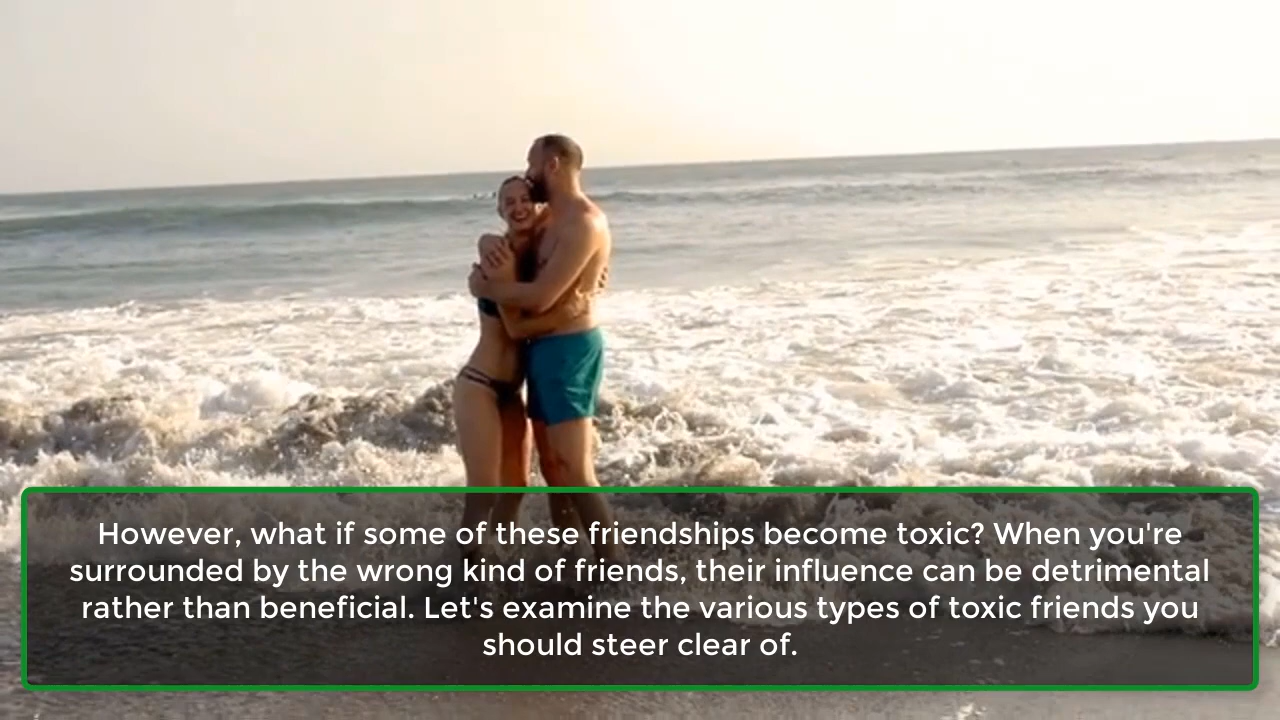 However, what if some of these friendships become toxic? When you're
surrounded by the wrong kind of friends, their influence can be detrimental
rather than beneficial. Let's examine the various types of toxic friends you
should steer clear of.